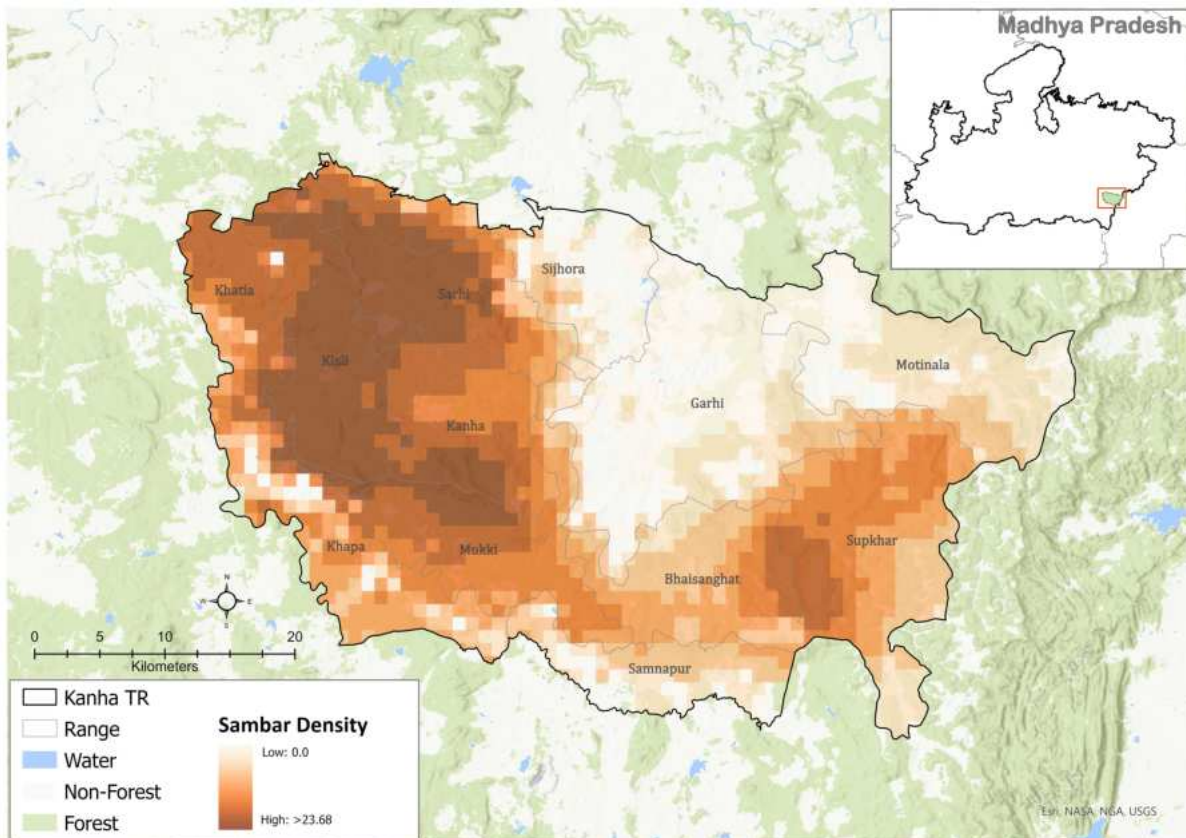 Madhya Pradesh
Sijhora
Khatia
Sarhi
Kisli
Motinala
Garhi
Kanha
Khapa
Mukki
Supkhar
Bhaisanghat
Samnapur
N
W E
S
0 5 10 20
Kilometers
Kanha TR
Range
Water
Non-Forest
Forest
Sambar Density
Low: 0.0
High: >23.68
Esri, NASA, NGA, USGS